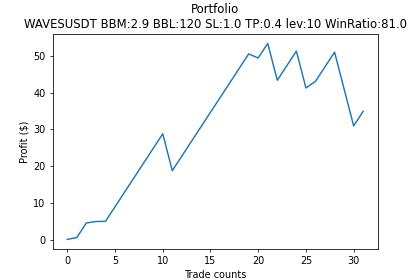 Portfolio
WAVESUSDT BBM:2.9 BBL:120 SL:1.0 TP:0.4 lev:10 WinRatio:81.0
50
40
30
20
10
0
Profit ($)
0 5 10 15 20 25 30
Trade counts